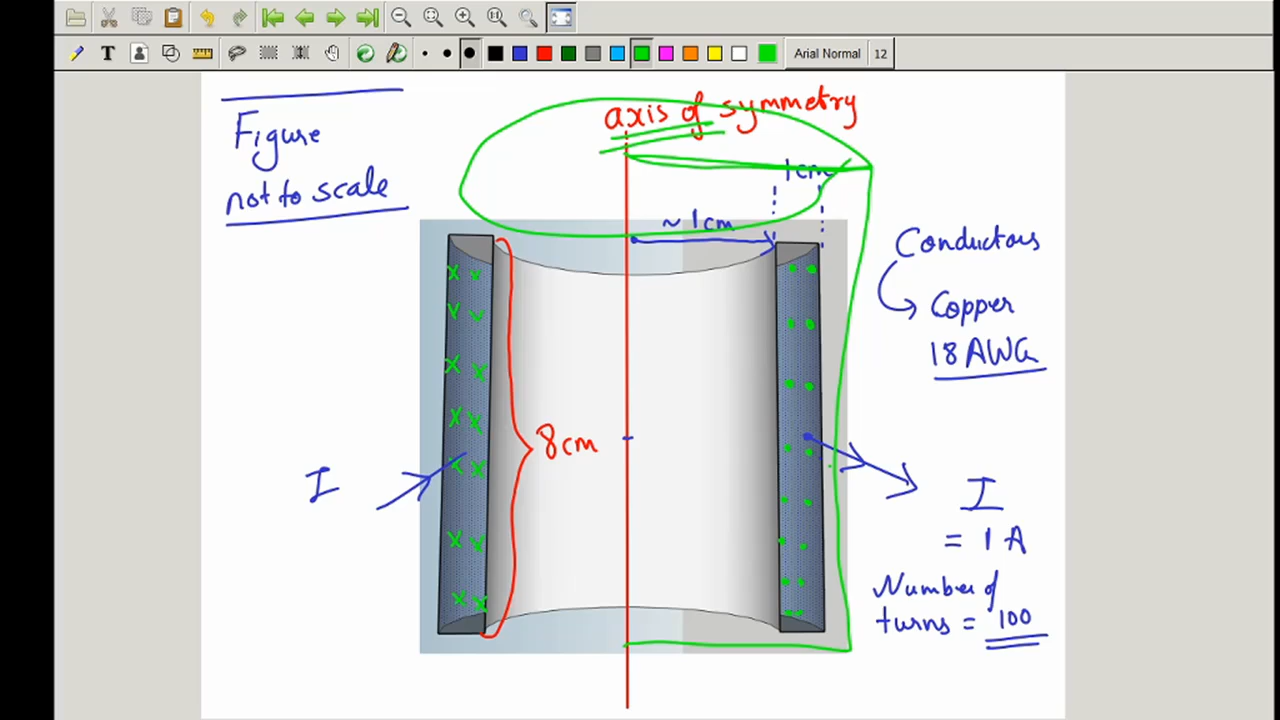 Arial Normal 12
Figure
not to scale
axis of symmetry
1cm
~1cm
Conductors
Copper
18 AWG
8cm
I
I
= 1 A
Number of
turns = 100